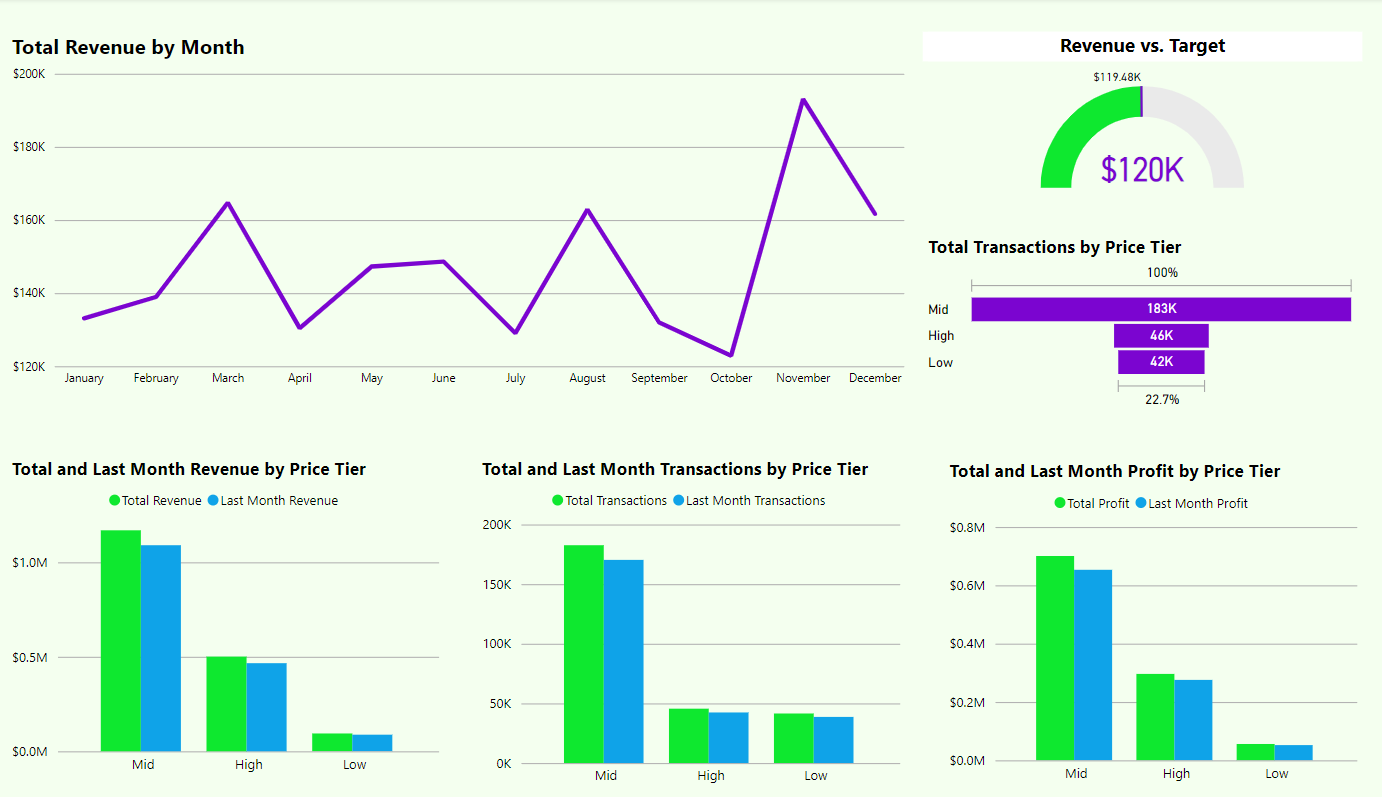 Total Revenue by Month
$200K
$180K
$160K
$140K
$120K
January February March April May June July August September October November December
Revenue vs. Target
$119.48K
$120K
Total Transactions by Price Tier
100%
Mid 183K
High 46K
Low 42K
22.7%
Total and Last Month Revenue by Price Tier
Total Revenue Last Month Revenue
$1.0M
$0.5M
$0.0M
Mid High Low
Total and Last Month Transactions by Price Tier
Total Transactions Last Month Transactions
200K
150K
100K
50K
0K
Mid High Low
Total and Last Month Profit by Price Tier
Total Profit Last Month Profit
$0.8M
$0.6M
$0.4M
$0.2M
$0.0M
Mid High Low